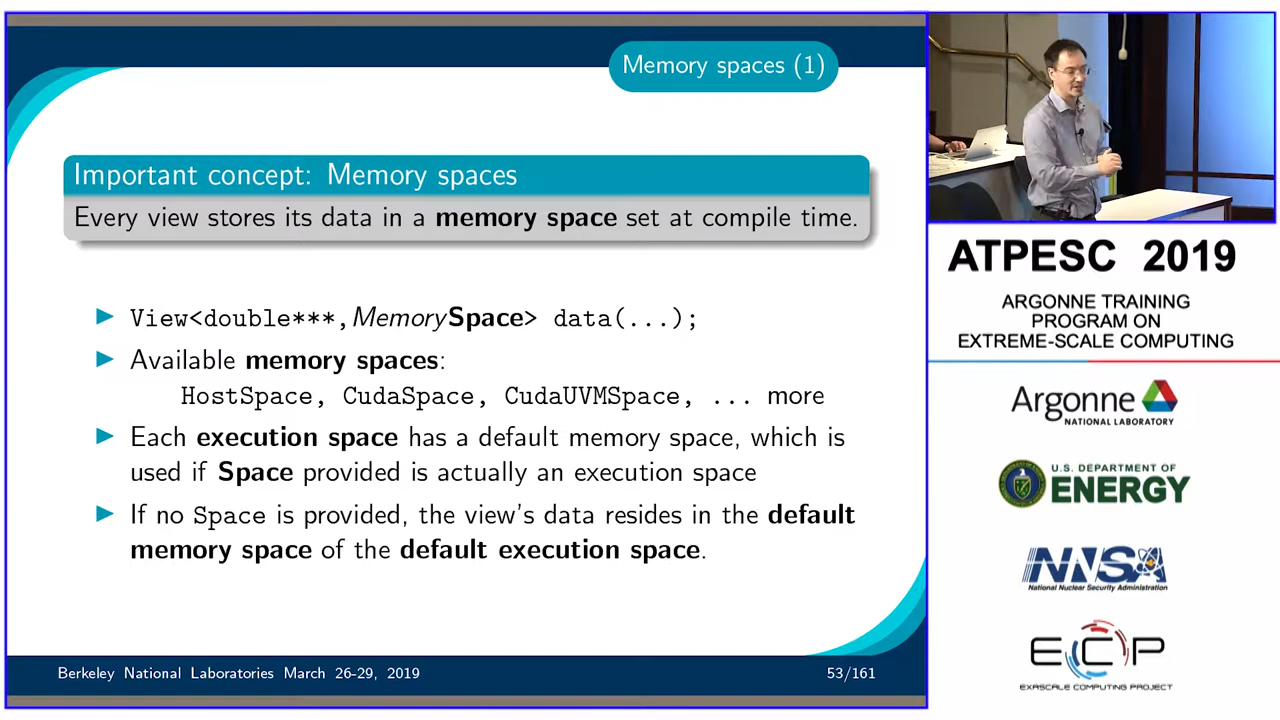 Memory spaces (1)
Important concept: Memory spaces
Every view stores its data in a memory space set at compile time.
View<double***,MemorySpace> data(...);
Available memory spaces:
HostSpace, CudaSpace, CudaUVMSpace, ... more
Each execution space has a default memory space, which is
used if Space provided is actually an execution space
If no Space is provided, the view's data resides in the default
memory space of the default execution space.
Berkeley National Laboratories March 26-29, 2019
53/161
ATPESC 2019
ARGONNE TRAINING
PROGRAM ON
EXTREME-SCALE COMPUTING
Argonne
NATIONAL LABORATORY
U.S. DEPARTMENT OF
ENERGY
NNSA
National Nuclear Security Administration
ECP
EXASCALE COMPUTING PROJECT